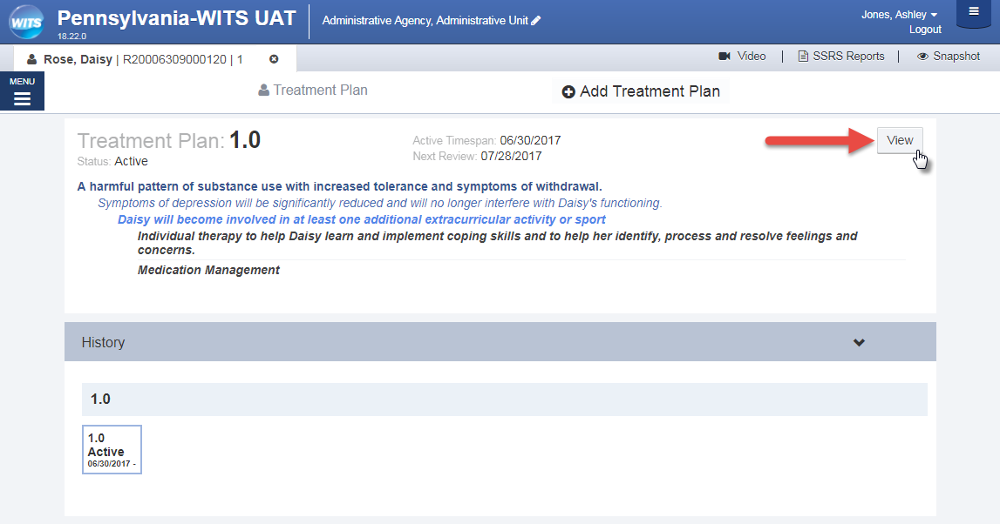 WITS
Pennsylvania-WITS UAT
18.22.0
Administrative Agency, Administrative Unit
Jones, Ashley
Logout
Rose, Daisy | R20006309000120 | 1
Video | SSRS Reports | Snapshot
MENU
Treatment Plan
Add Treatment Plan
Treatment Plan: 1.0
Status: Active
Active Timespan: 06/30/2017
Next Review: 07/28/2017
View
A harmful pattern of substance use with increased tolerance and symptoms of withdrawal.
Symptoms of depression will be significantly reduced and will no longer interfere with Daisy's functioning.
Daisy will become involved in at least one additional extracurricular activity or sport
Individual therapy to help Daisy learn and implement coping skills and to help her identify, process and resolve feelings and
concerns.
Medication Management
History
1.0
1.0
Active
06/30/2017 -